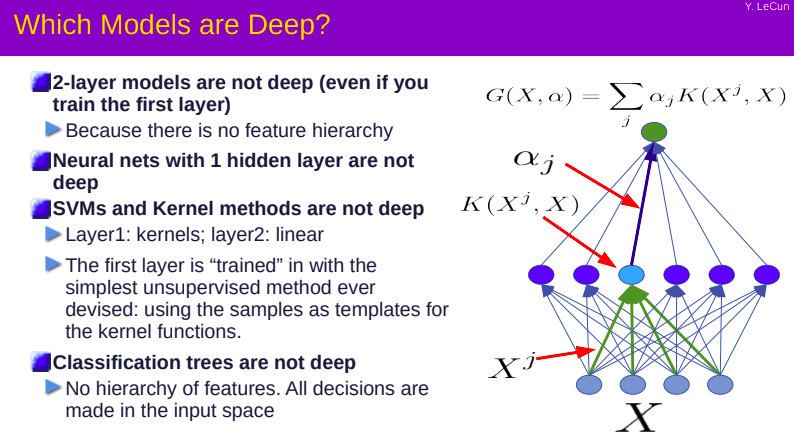 Y. LeCun
Which Models are Deep?
2-layer models are not deep (even if you
train the first layer)
Because there is no feature hierarchy
Neural nets with 1 hidden layer are not
deep
SVMs and Kernel methods are not deep
Layer1: kernels; layer2: linear
The first layer is “trained” in with the
simplest unsupervised method ever
devised: using the samples as templates for
the kernel functions.
Classification trees are not deep
No hierarchy of features. All decisions are
made in the input space
G(X, α) = ∑_j α_j K(X^j, X)
α_j
K(X^j, X)
X^j
X